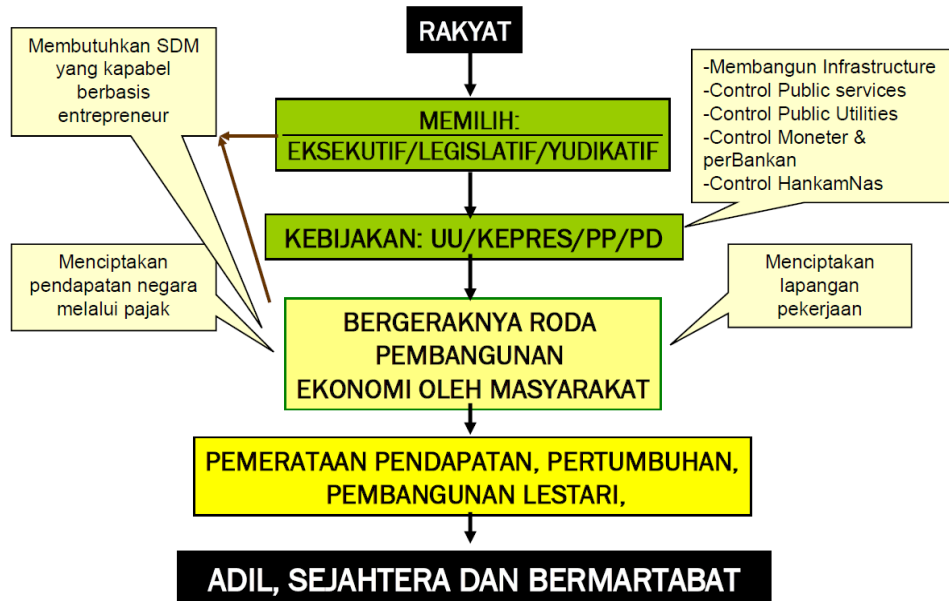 RAKYAT
Membutuhkan SDM
yang kapabel
berbasis
entrepreneur
-Membangun Infrastructure
-Control Public services
-Control Public Utilities
-Control Moneter &
perBankan
-Control HankamNas
MEMILIH:
EKSEKUTIF/LEGISLATIF/YUDIKATIF
KEBIJAKAN: UU/KEPRES/PP/PD
Menciptakan
pendapatan negara
melalui pajak
Menciptakan
lapangan
pekerjaan
BERGERAKNYA RODA
PEMBANGUNAN
EKONOMI OLEH MASYARAKAT
PEMERATAAN PENDAPATAN, PERTUMBUHAN,
PEMBANGUNAN LESTARI,
ADIL, SEJAHTERA DAN BERMARTABAT